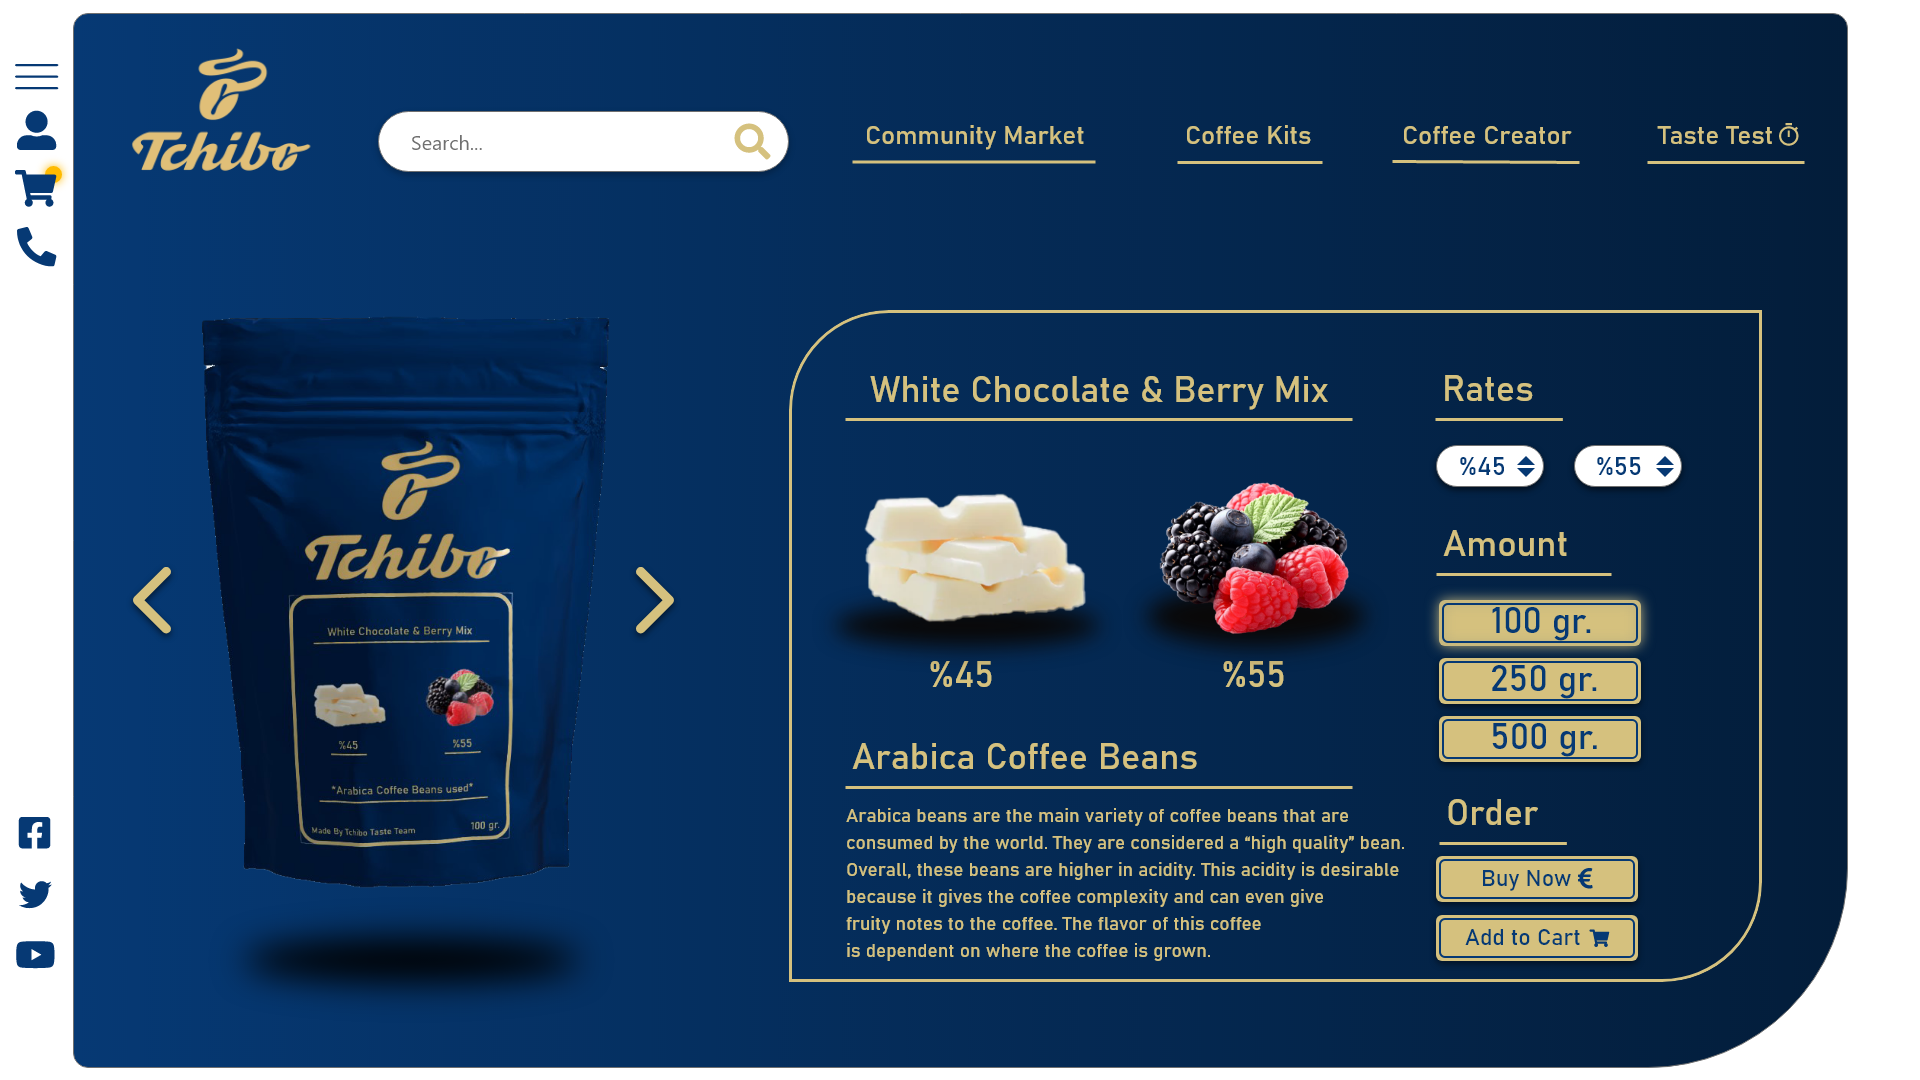 Tchibo
Search...
Community Market
Coffee Kits
Coffee Creator
Taste Test
Tchibo
White Chocolate & Berry Mix
%45
%55
*Arabica Coffee Beans used*
Made By Tchibo Taste Team
100 gr.
White Chocolate & Berry Mix
%45
%55
Arabica Coffee Beans
Arabica beans are the main variety of coffee beans that are
consumed by the world. They are considered a “high quality” bean.
Overall, these beans are higher in acidity. This acidity is desirable
because it gives the coffee complexity and can even give
fruity notes to the coffee. The flavor of this coffee
is dependent on where the coffee is grown.
Rates
%45
%55
Amount
100 gr.
250 gr.
500 gr.
Order
Buy Now €
Add to Cart